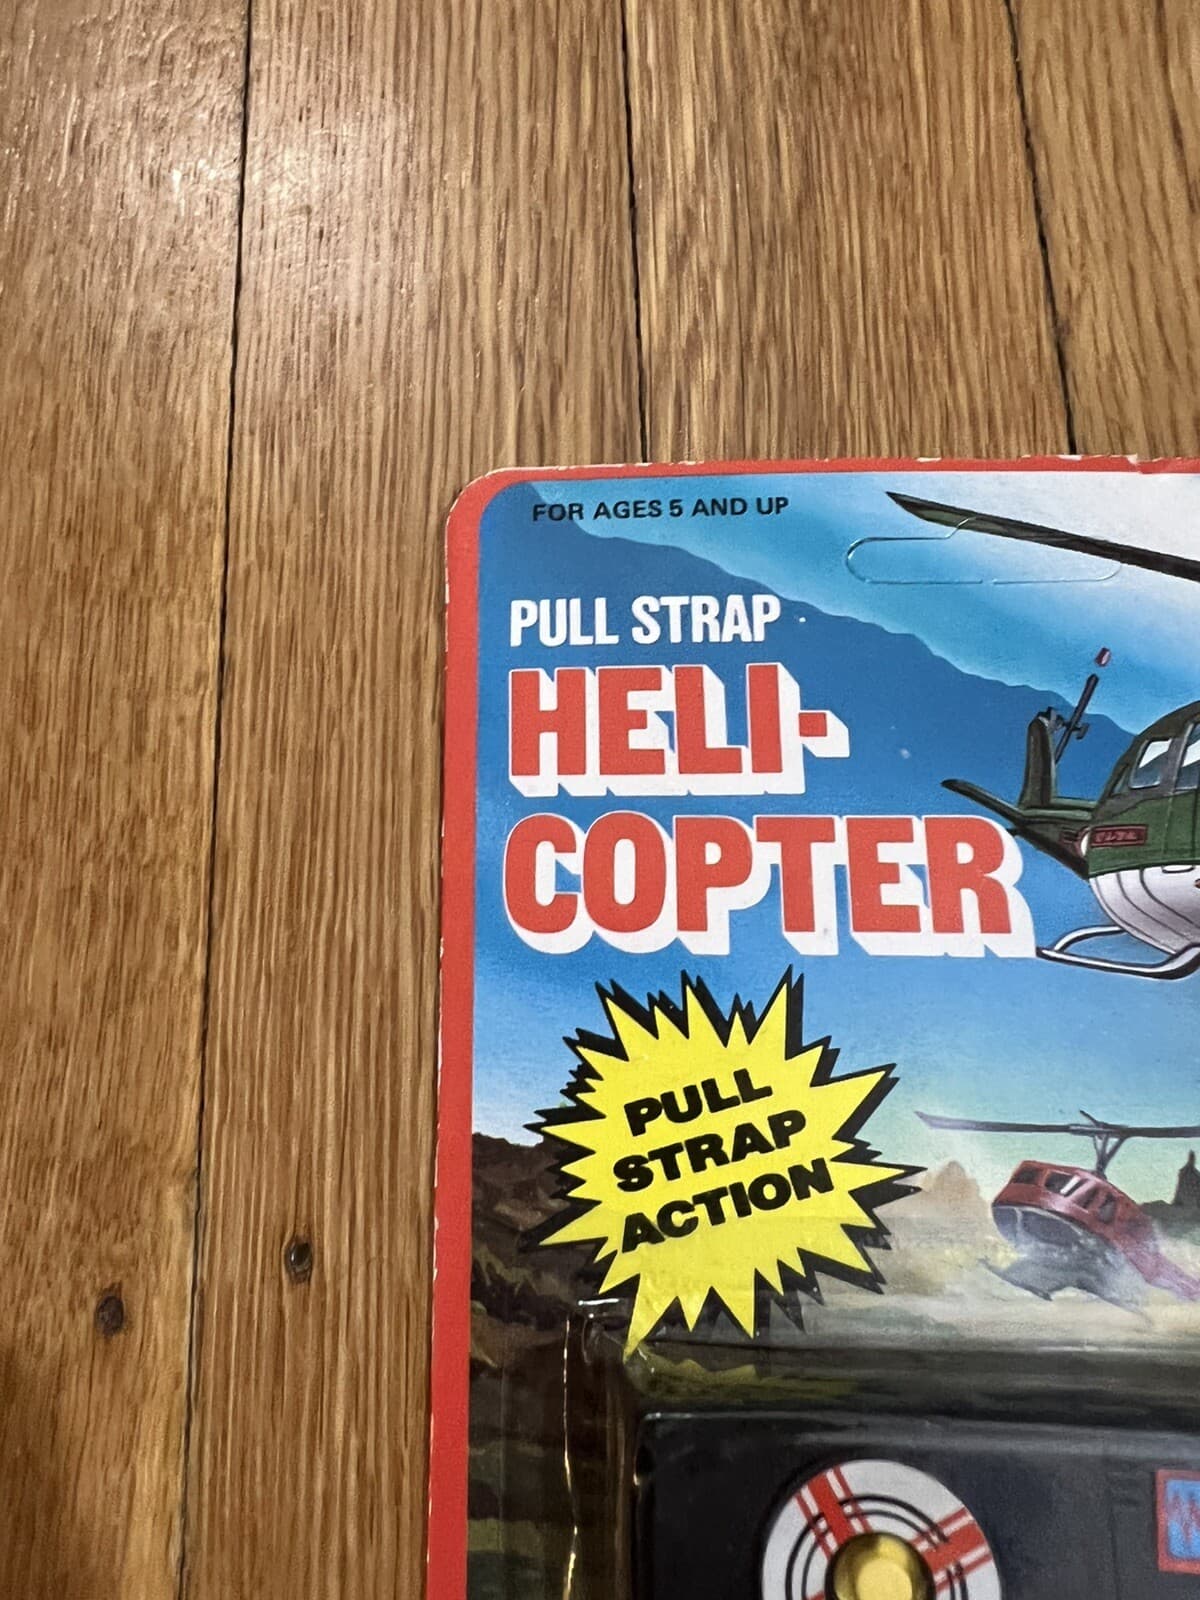 FOR AGES 5 AND UP
PULL STRAP
HELI-
COPTER
PULL
STRAP
ACTION